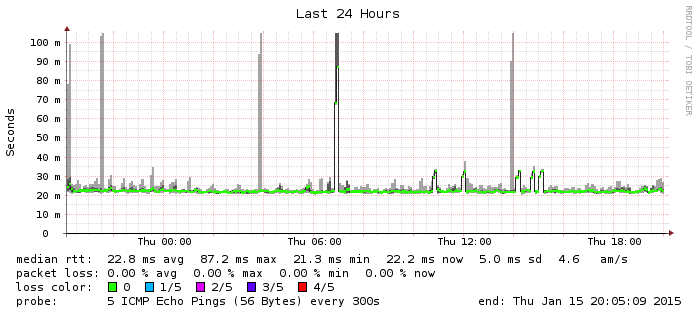 Last 24 Hours
RRDTOOL / TOBI OETIKER
Seconds
100 m
90 m
80 m
70 m
60 m
50 m
40 m
30 m
20 m
10 m
0
Thu 00:00 Thu 06:00 Thu 12:00 Thu 18:00
median rtt: 22.8 ms avg 87.2 ms max 21.3 ms min 22.2 ms now 5.0 ms sd 4.6 am/s
packet loss: 0.00 % avg 0.00 % max 0.00 % min 0.00 % now
loss color: 0 1/5 2/5 3/5 4/5
probe: 5 ICMP Echo Pings (56 Bytes) every 300s end: Thu Jan 15 20:05:09 2015